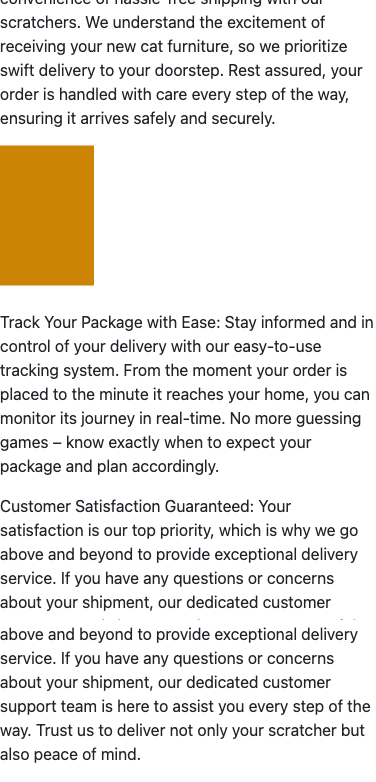 convenience of hassle-free shipping with our
scratchers. We understand the excitement of
receiving your new cat furniture, so we prioritize
swift delivery to your doorstep. Rest assured, your
order is handled with care every step of the way,
ensuring it arrives safely and securely.
Track Your Package with Ease: Stay informed and in
control of your delivery with our easy-to-use
tracking system. From the moment your order is
placed to the minute it reaches your home, you can
monitor its journey in real-time. No more guessing
games – know exactly when to expect your
package and plan accordingly.
Customer Satisfaction Guaranteed: Your
satisfaction is our top priority, which is why we go
above and beyond to provide exceptional delivery
service. If you have any questions or concerns
about your shipment, our dedicated customer
above and beyond to provide exceptional delivery
service. If you have any questions or concerns
about your shipment, our dedicated customer
support team is here to assist you every step of the
way. Trust us to deliver not only your scratcher but
also peace of mind.